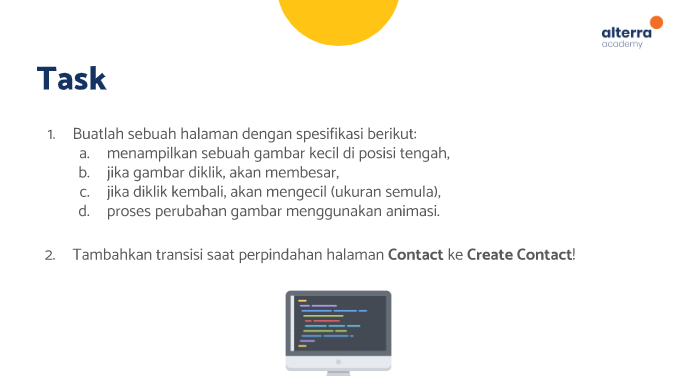 alterra
academy
Task
1. Buatlah sebuah halaman dengan spesifikasi berikut:
a. menampilkan sebuah gambar kecil di posisi tengah,
b. jika gambar diklik, akan membesar,
c. jika diklik kembali, akan mengecil (ukuran semula),
d. proses perubahan gambar menggunakan animasi.
2. Tambahkan transisi saat perpindahan halaman Contact ke Create Contact!